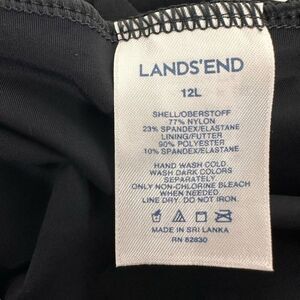 LANDS'END
12L
SHELL/OBERSTOFF
77% NYLON
23% SPANDEX/ELASTANE
LINING/FUTTER
90% POLYESTER
10% SPANDEX/ELASTANE
HAND WASH COLD.
WASH DARK COLORS
SEPARATELY.
ONLY NON-CHLORINE BLEACH
WHEN NEEDED.
LINE DRY. DO NOT IRON.
MADE IN SRI LANKA
RN 82830